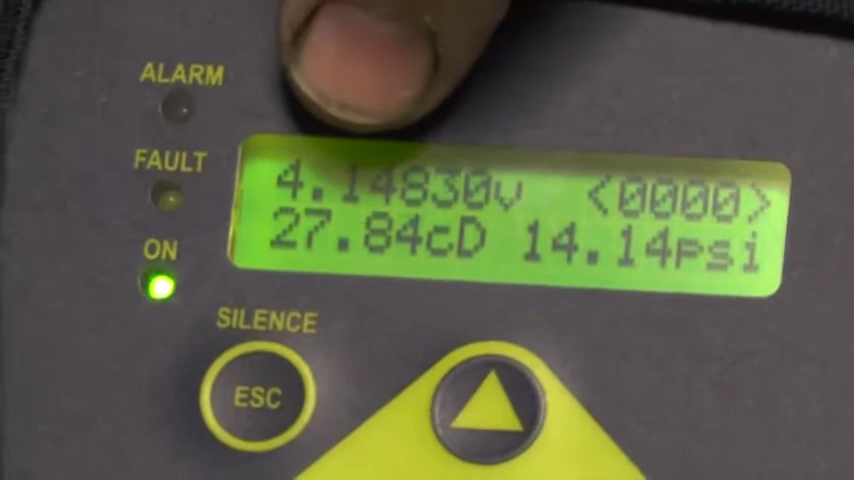 ALARM
FAULT
4.14830v <0000>
27.84cD 14.14psi
ON
SILENCE
ESC